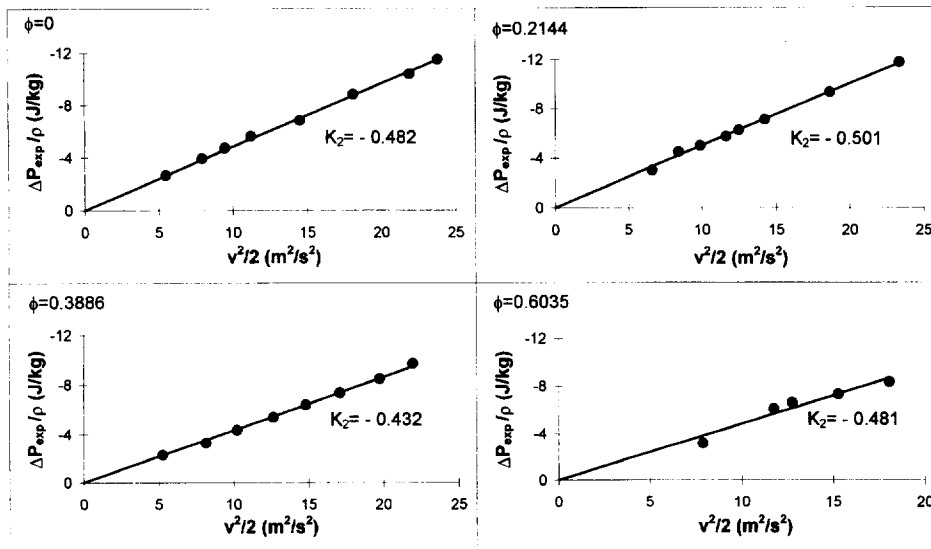 ϕ=0
ΔP_exp/ρ (J/kg)
-12
-8
-4
0
K₂= - 0.482
0 5 10 15 20 25
v²/2 (m²/s²)
ϕ=0.2144
ΔP_exp/ρ (J/kg)
-12
-8
-4
0
K₂= - 0.501
0 5 10 15 20 25
v²/2 (m²/s²)
ϕ=0.3886
ΔP_exp/ρ (J/kg)
-12
-8
-4
0
K₂= - 0.432
0 5 10 15 20 25
v²/2 (m²/s²)
ϕ=0.6035
ΔP_exp/ρ (J/kg)
-12
-8
-4
0
K₂= - 0.481
0 5 10 15 20
v²/2 (m²/s²)